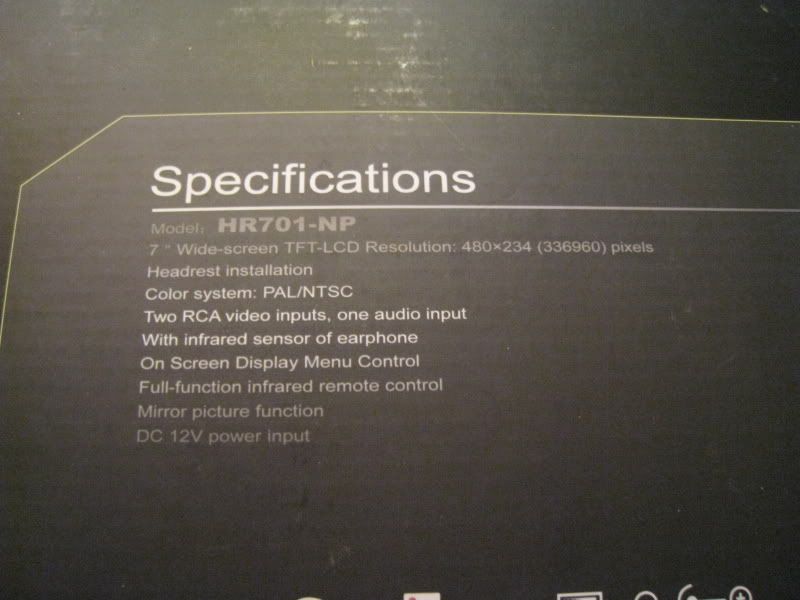 Specifications
Model: HR701-NP
7 " Wide-screen TFT-LCD Resolution: 480×234 (336960) pixels
Headrest installation
Color system: PAL/NTSC
Two RCA video inputs, one audio input
With infrared sensor of earphone
On Screen Display Menu Control
Full-function infrared remote control
Mirror picture function
DC 12V power input